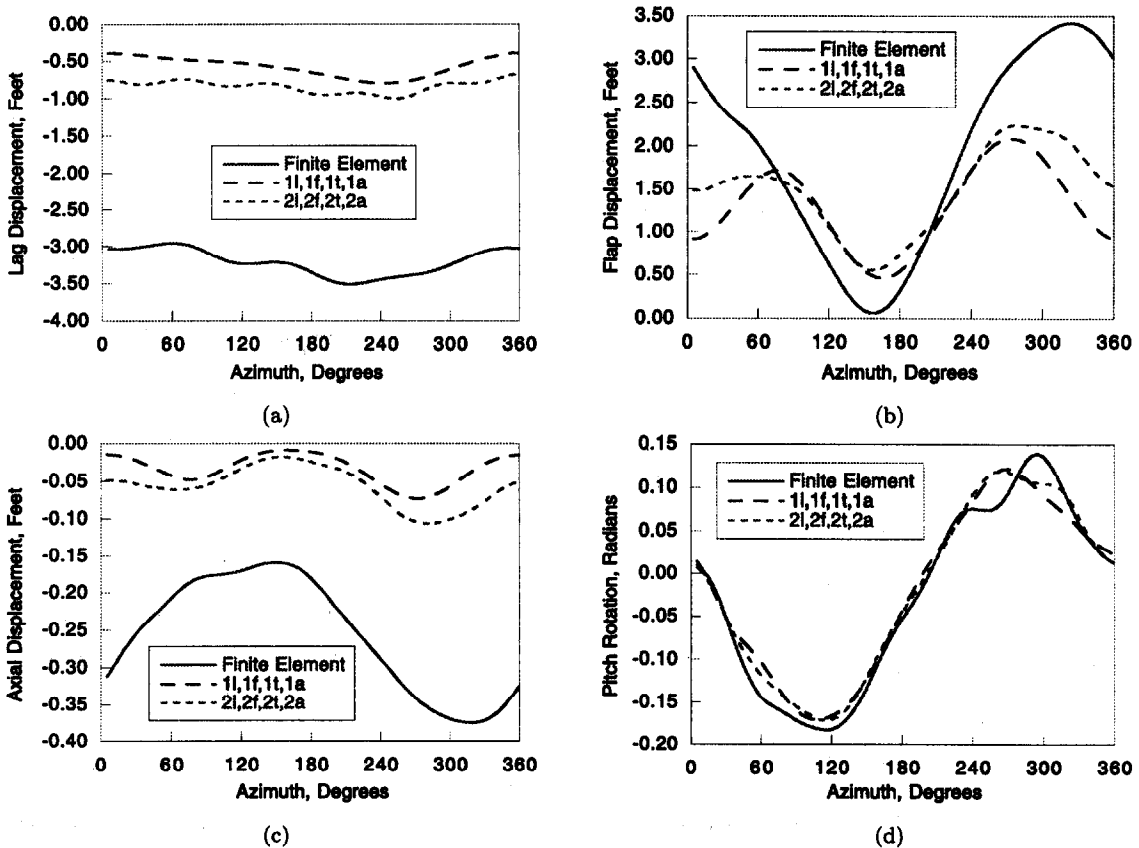 0.00
-0.50
-1.00
-1.50
-2.00
-2.50
-3.00
-3.50
-4.00
Lag Displacement, Feet
Finite Element
1l,1f,1t,1a
2l,2f,2t,2a
0 60 120 180 240 300 360
Azimuth, Degrees
(a)
3.50
3.00
2.50
2.00
1.50
1.00
0.50
0.00
Flap Displacement, Feet
Finite Element
1l,1f,1t,1a
2l,2f,2t,2a
0 60 120 180 240 300 360
Azimuth, Degrees
(b)
0.00
-0.05
-0.10
-0.15
-0.20
-0.25
-0.30
-0.35
-0.40
Axial Displacement, Feet
Finite Element
1l,1f,1t,1a
2l,2f,2t,2a
0 60 120 180 240 300 360
Azimuth, Degrees
(c)
0.15
0.10
0.05
0.00
-0.05
-0.10
-0.15
-0.20
Pitch Rotation, Radians
Finite Element
1l,1f,1t,1a
2l,2f,2t,2a
0 60 120 180 240 300 360
Azimuth, Degrees
(d)